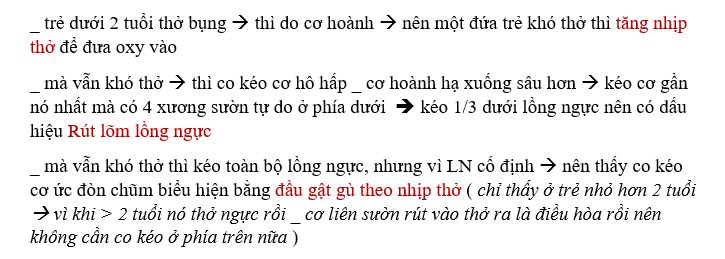 _ trẻ dưới 2 tuổi thở bụng → thì do cơ hoành → nên một đứa trẻ khó thở thì tăng nhịp
thở để đưa oxy vào
_ mà vẫn khó thở → thì co kéo cơ hô hấp _ cơ hoành hạ xuống sâu hơn → kéo cơ gần
nó nhất mà có 4 xương sườn tự do ở phía dưới ➔ kéo 1/3 dưới lồng ngực nên có dấu
hiệu Rút lõm lồng ngực
_ mà vẫn khó thở thì kéo toàn bộ lồng ngực, nhưng vì LN cố định → nên thấy co kéo
cơ ức đòn chũm biểu hiện bằng đầu gật gù theo nhịp thở ( chỉ thấy ở trẻ nhỏ hơn 2 tuổi
→ vì khi > 2 tuổi nó thở ngực rồi _ cơ liên sườn rút vào thở ra là điều hòa rồi nên
không cần co kéo ở phía trên nữa )